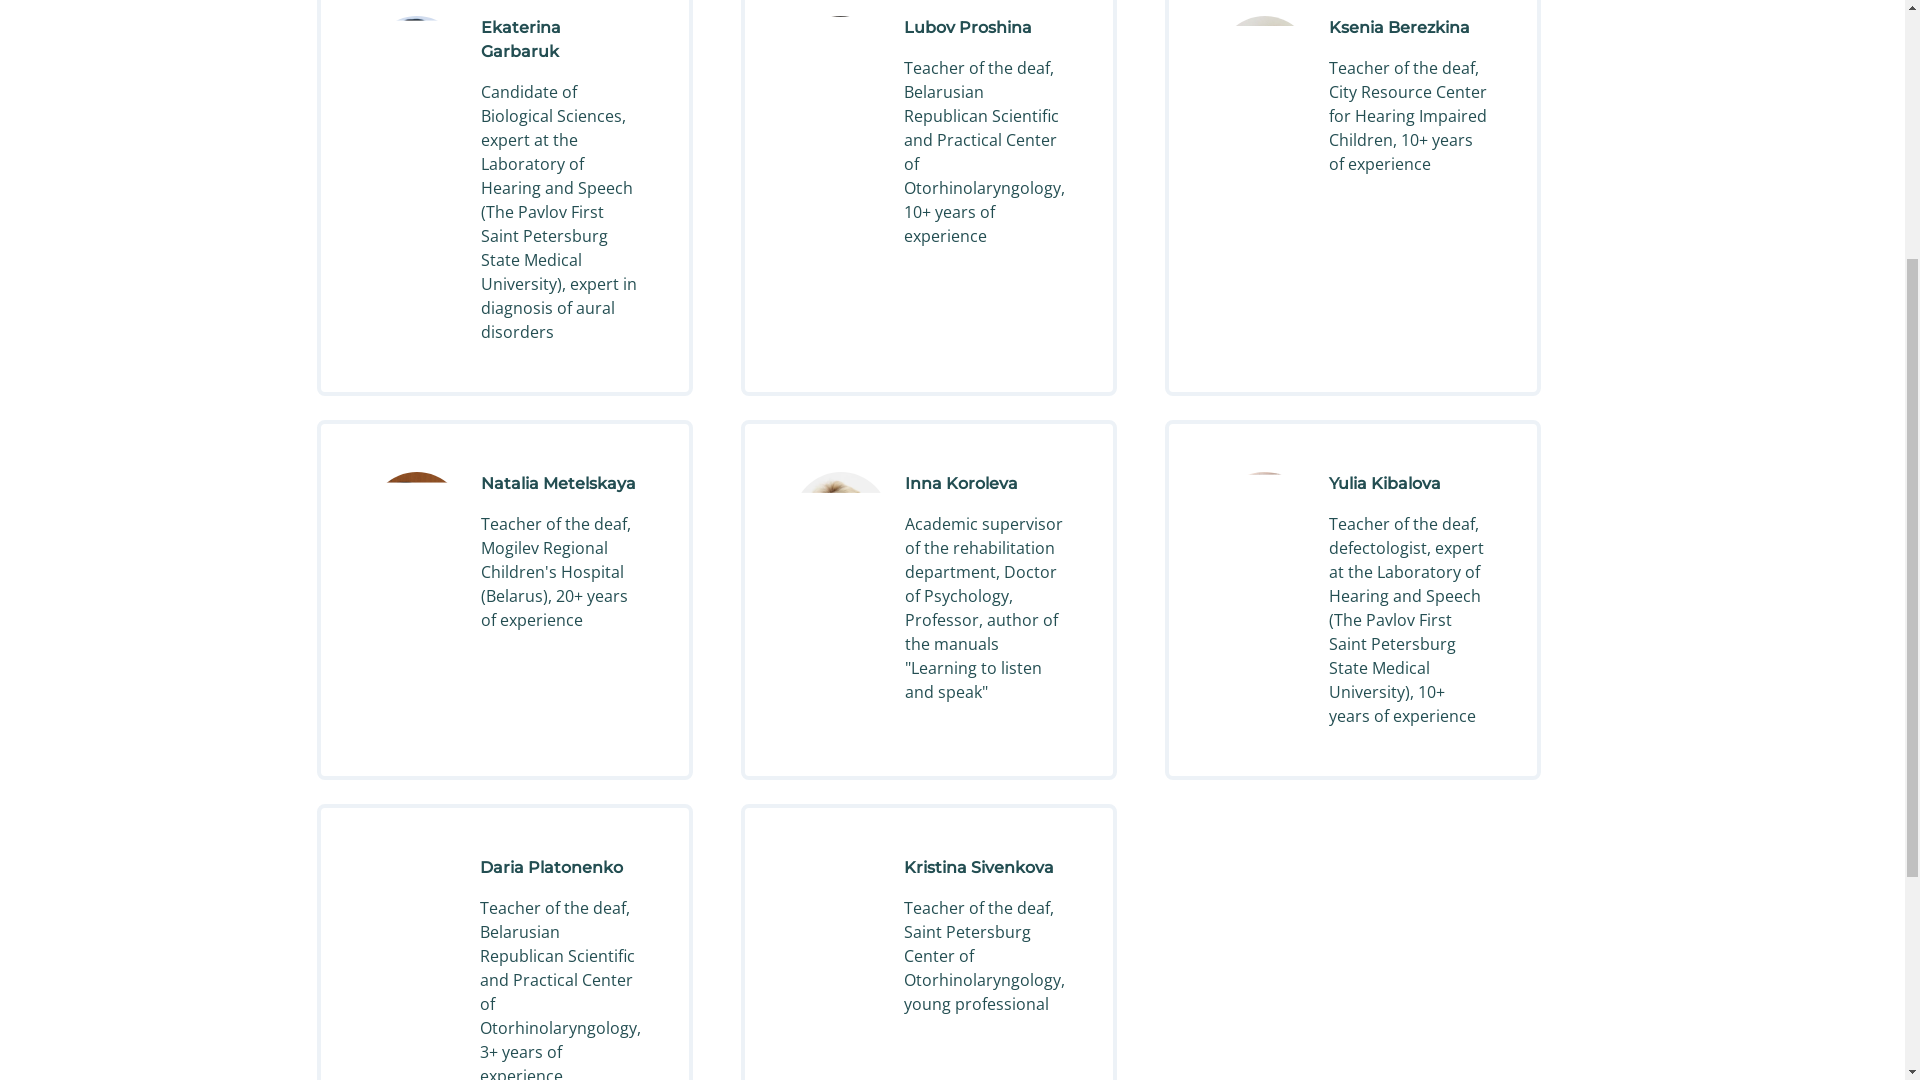 Ekaterina
Garbaruk
Candidate of
Biological Sciences,
expert at the
Laboratory of
Hearing and Speech
(The Pavlov First
Saint Petersburg
State Medical
University), expert in
diagnosis of aural
disorders
Lubov Proshina
Teacher of the deaf,
Belarusian
Republican Scientific
and Practical Center
of
Otorhinolaryngology,
10+ years of
experience
Ksenia Berezkina
Teacher of the deaf,
City Resource Center
for Hearing Impaired
Children, 10+ years
of experience
Natalia Metelskaya
Teacher of the deaf,
Mogilev Regional
Children's Hospital
(Belarus), 20+ years
of experience
Inna Koroleva
Academic supervisor
of the rehabilitation
department, Doctor
of Psychology,
Professor, author of
the manuals
"Learning to listen
and speak"
Yulia Kibalova
Teacher of the deaf,
defectologist, expert
at the Laboratory of
Hearing and Speech
(The Pavlov First
Saint Petersburg
State Medical
University), 10+
years of experience
Daria Platonenko
Teacher of the deaf,
Belarusian
Republican Scientific
and Practical Center
of
Otorhinolaryngology,
3+ years of
experience
Kristina Sivenkova
Teacher of the deaf,
Saint Petersburg
Center of
Otorhinolaryngology,
young professional